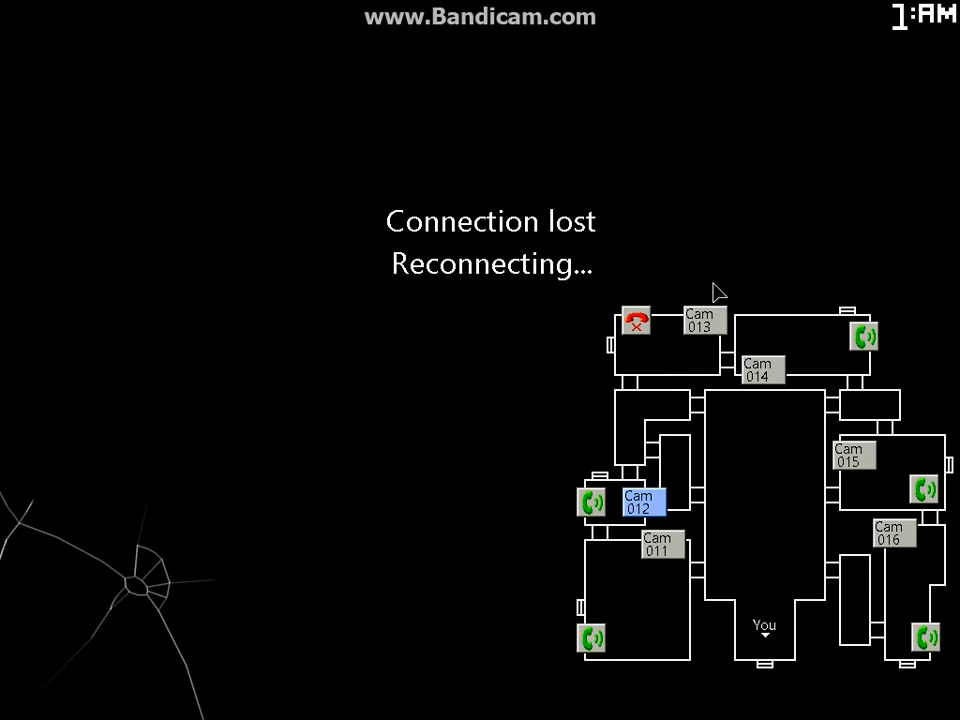 www.Bandicam.com
1:AM
Connection lost
Reconnecting...
Cam
013
Cam
014
Cam
015
Cam
012
Cam
016
Cam
011
You